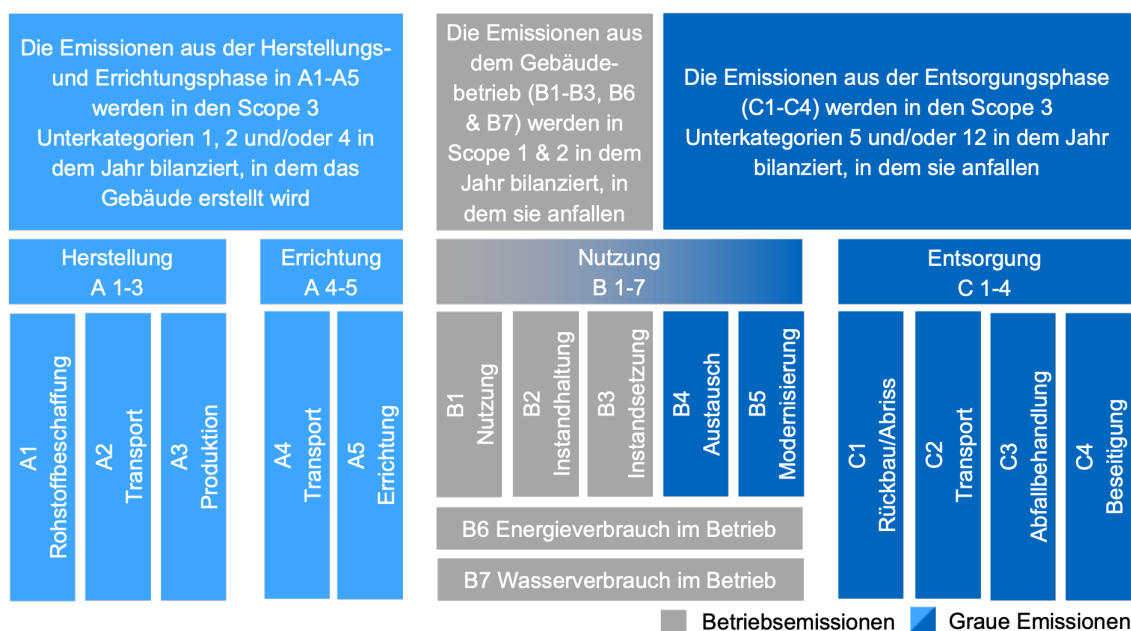 Die Emissionen aus der Herstellungs-
und Errichtungsphase in A1-A5
werden in den Scope 3
Unterkategorien 1, 2 und/oder 4 in
dem Jahr bilanziert, in dem das
Gebäude erstellt wird
Die Emissionen aus
dem Gebäude-
betrieb (B1-B3, B6
& B7) werden in
Scope 1 & 2 in dem
Jahr bilanziert, in
dem sie anfallen
Die Emissionen aus der Entsorgungsphase
(C1-C4) werden in den Scope 3
Unterkategorien 5 und/oder 12 in dem Jahr
bilanziert, in dem sie anfallen
Herstellung
A 1-3
Errichtung
A 4-5
Nutzung
B 1-7
Entsorgung
C 1-4
A1
Rohstoffbeschaffung
A2
Transport
A3
Produktion
A4
Transport
A5
Errichtung
B1
Nutzung
B2
Instandhaltung
B3
Instandsetzung
B4
Austausch
B5
Modernisierung
C1
Rückbau/Abriss
C2
Transport
C3
Abfallbehandlung
C4
Beseitigung
B6 Energieverbrauch im Betrieb
B7 Wasserverbrauch im Betrieb
Betriebsemissionen
Graue Emissionen